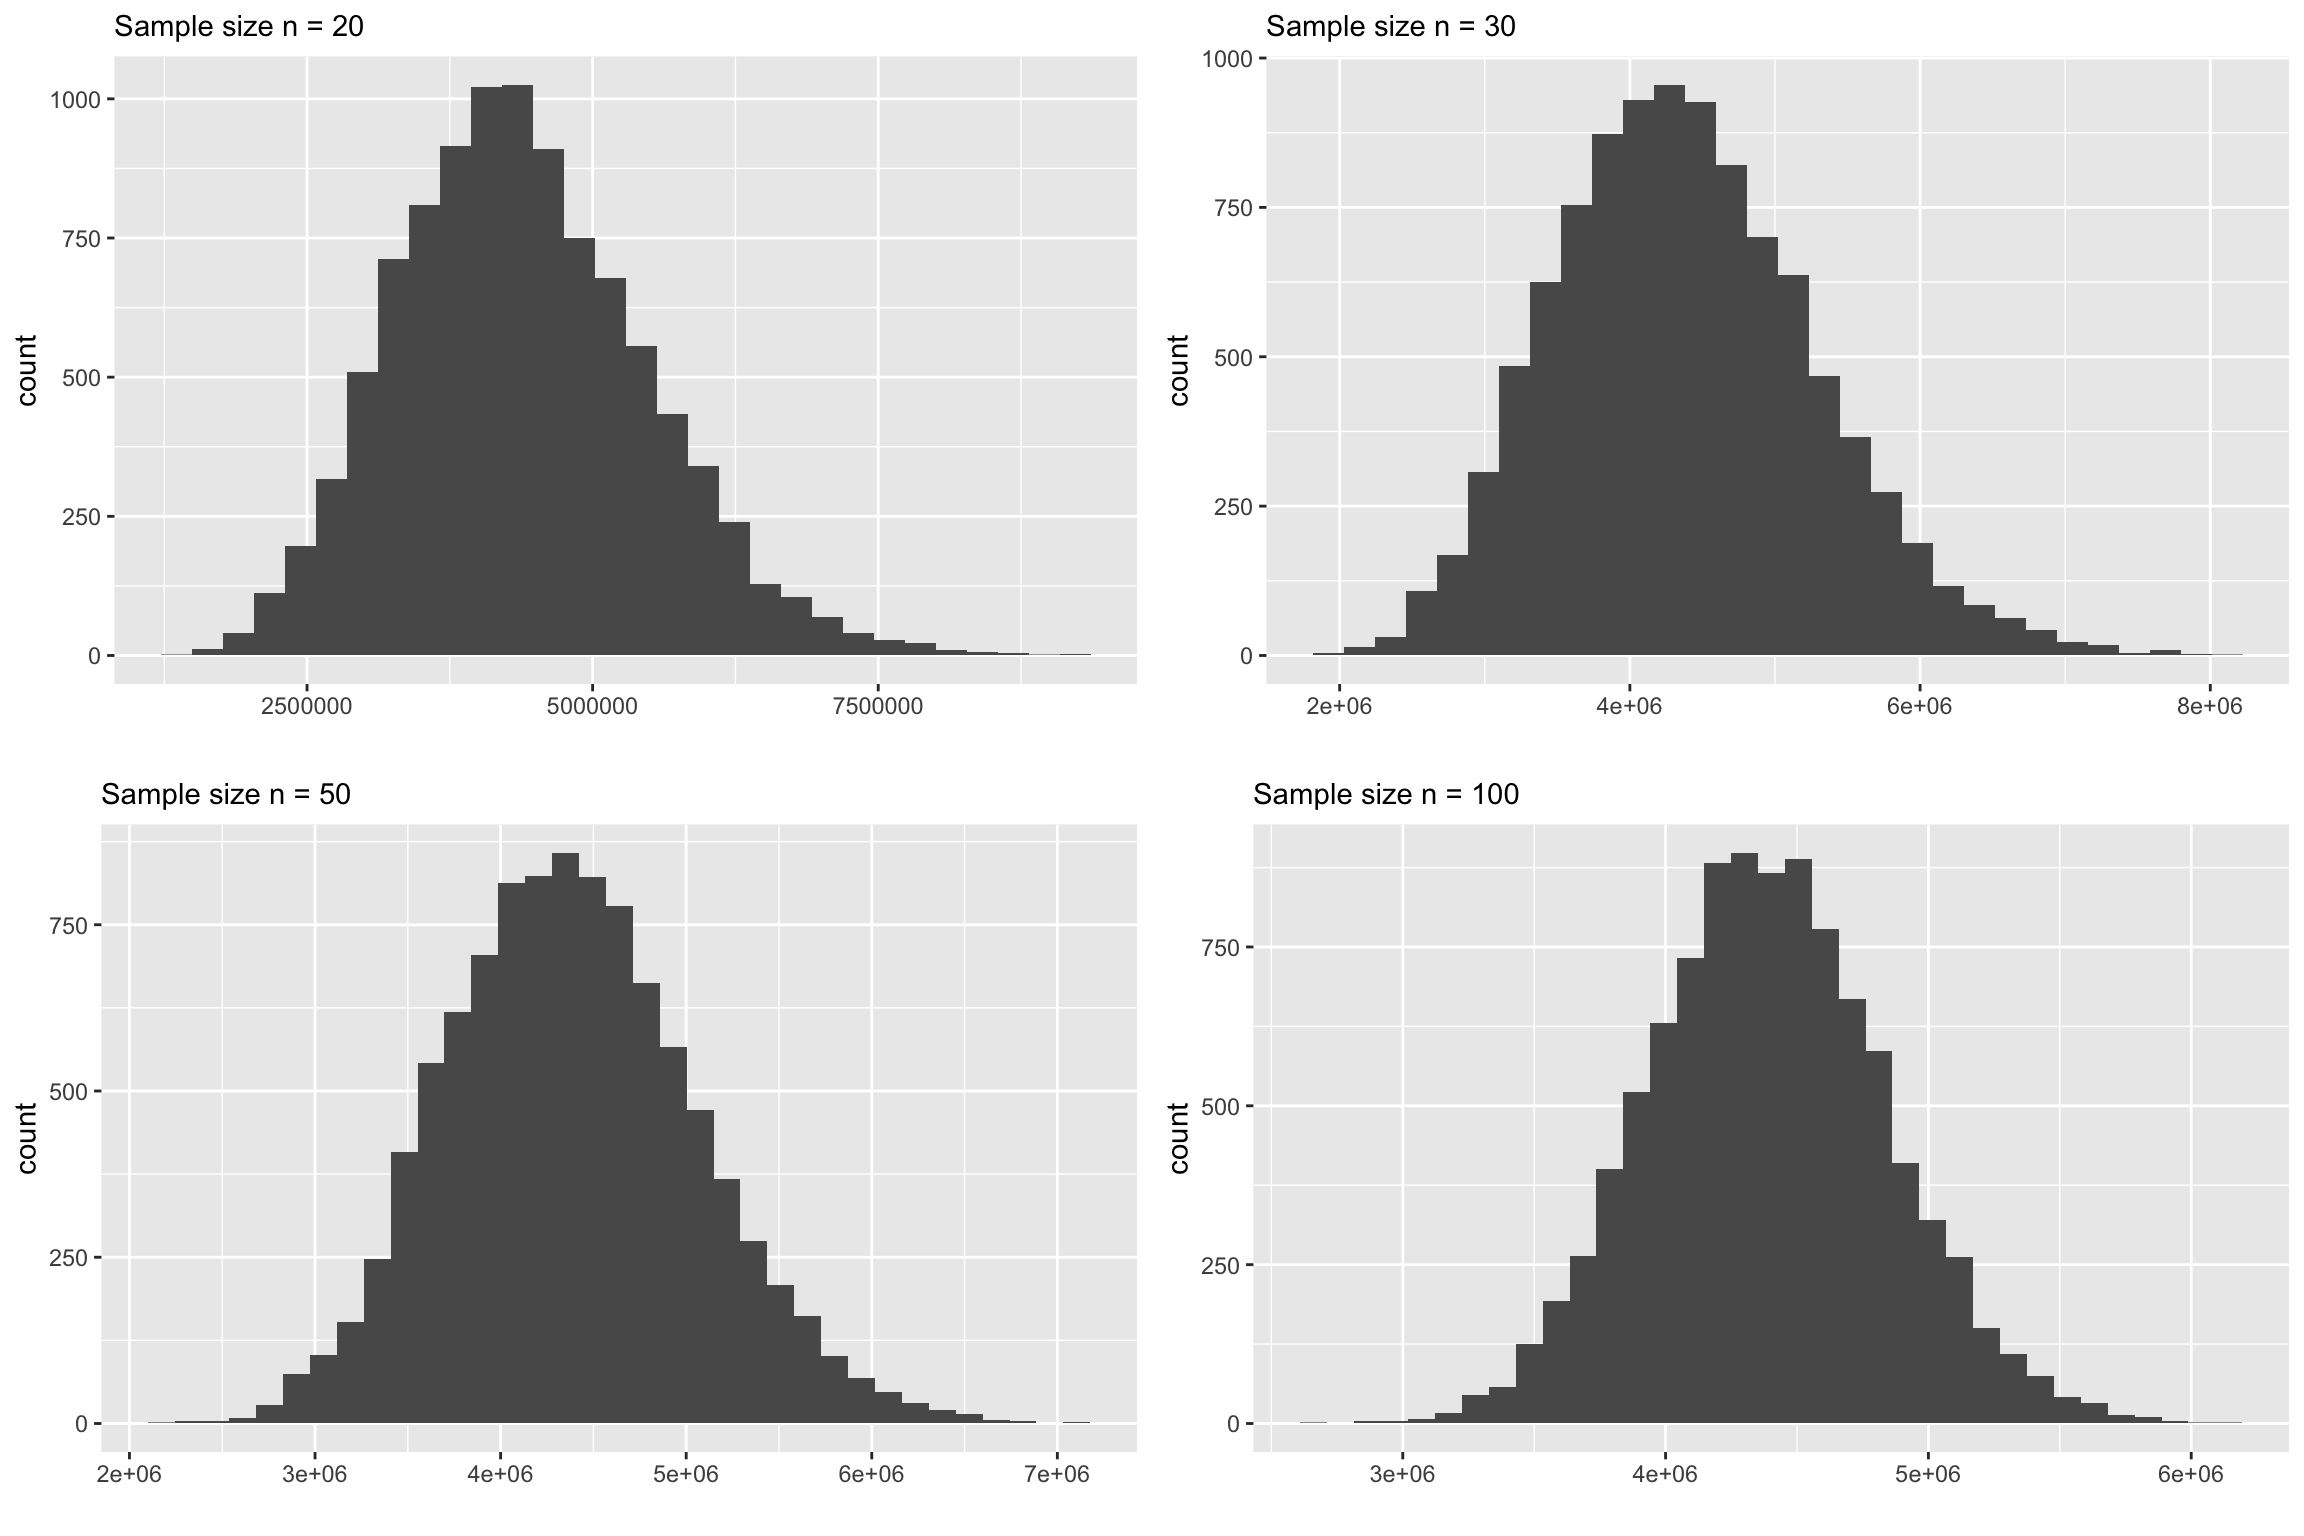 Sample size n = 20
1000
750
500
250
0
count
2500000 5000000 7500000
Sample size n = 30
1000
750
500
250
0
count
2e+06 4e+06 6e+06 8e+06
Sample size n = 50
750
500
250
0
count
2e+06 3e+06 4e+06 5e+06 6e+06 7e+06
Sample size n = 100
750
500
250
0
count
3e+06 4e+06 5e+06 6e+06